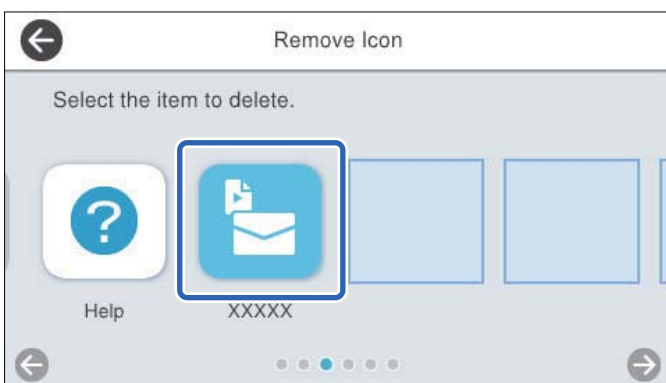 Remove Icon
Select the item to delete.
?
Help
XXXXX